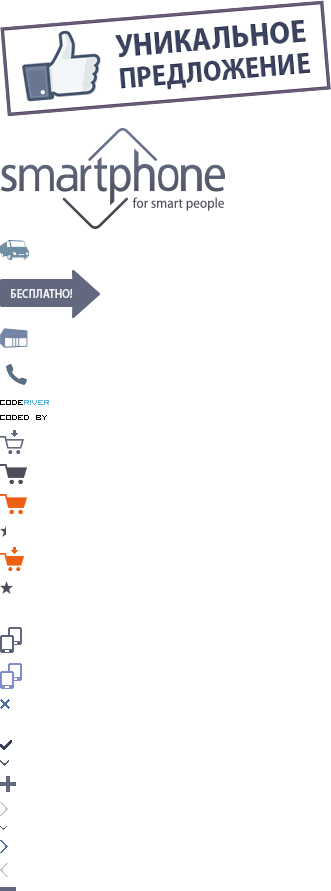 УНИКАЛЬНОЕ
ПРЕДЛОЖЕНИЕ
smartphone
for smart people
БЕСПЛАТНО!
CODERIVER
CODED BY